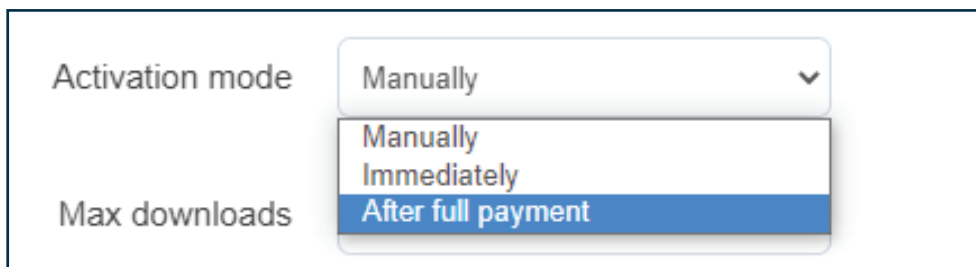 Activation mode Manually
Manually
Immediately
Max downloads After full payment